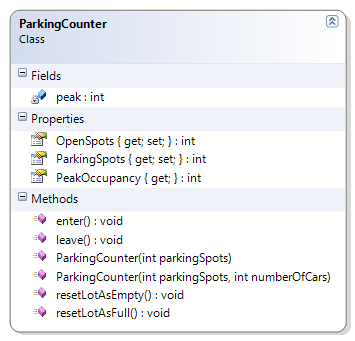 ParkingCounter
Class
Fields
peak : int
Properties
OpenSpots { get; set; } : int
ParkingSpots { get; set; } : int
PeakOccupancy { get; } : int
Methods
enter() : void
leave() : void
ParkingCounter(int parkingSpots)
ParkingCounter(int parkingSpots, int numberOfCars)
resetLotAsEmpty() : void
resetLotAsFull() : void